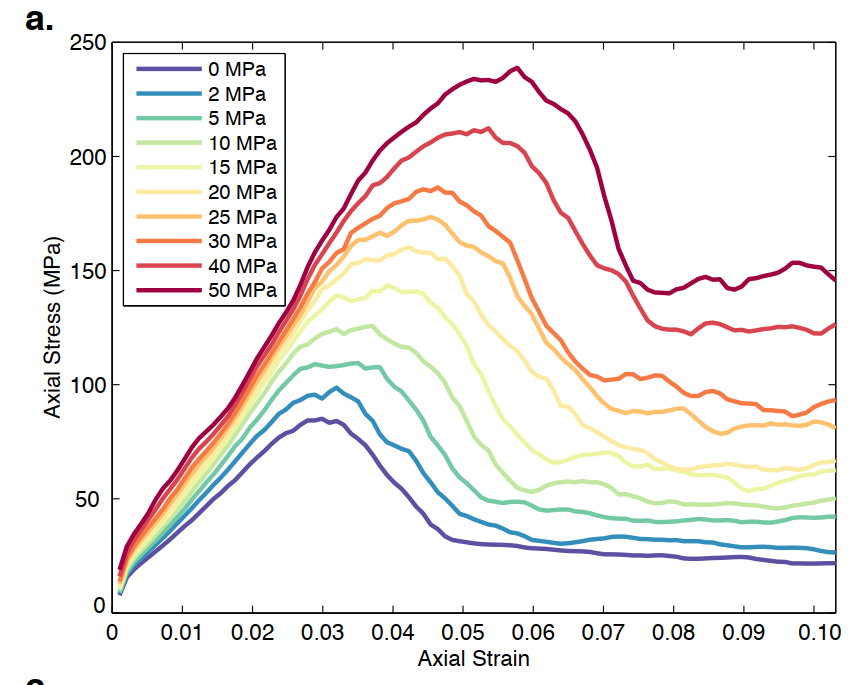 a.
250
200
150
100
50
0
Axial Stress (MPa)
0 MPa
2 MPa
5 MPa
10 MPa
15 MPa
20 MPa
25 MPa
30 MPa
40 MPa
50 MPa
0 0.01 0.02 0.03 0.04 0.05 0.06 0.07 0.08 0.09 0.10
Axial Strain